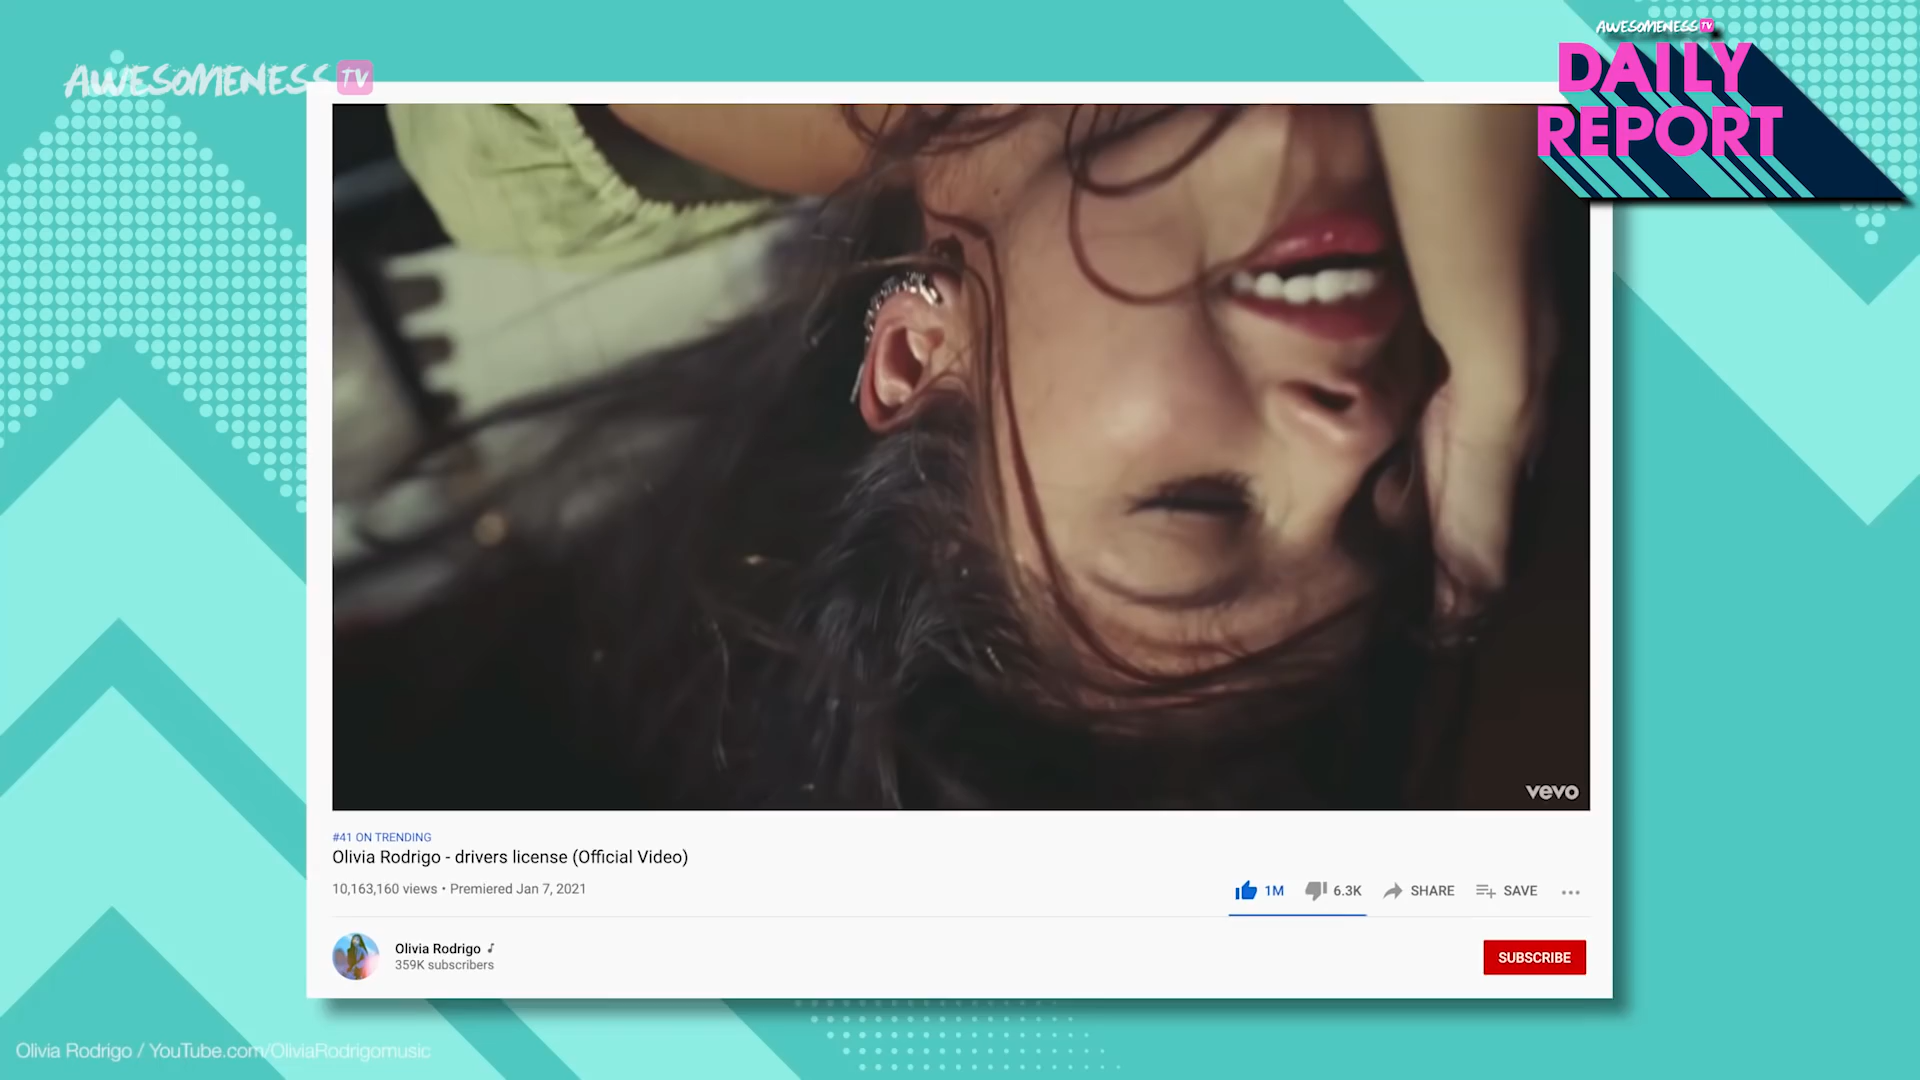 AWESOMENESS TV
AWESOMENESS TV
DAILY
REPORT
vevo
#41 ON TRENDING
Olivia Rodrigo - drivers license (Official Video)
10,163,160 views • Premiered Jan 7, 2021
1M 6.3K SHARE SAVE
Olivia Rodrigo
359K subscribers
SUBSCRIBE
Olivia Rodrigo / YouTube.com/OliviaRodrigomusic